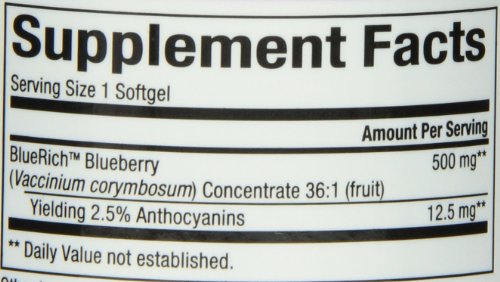 Supplement Facts
Serving Size 1 Softgel
Amount Per Serving
BlueRich™ Blueberry 500 mg**
(Vaccinium corymbosum) Concentrate 36:1 (fruit)
Yielding 2.5% Anthocyanins 12.5 mg**
** Daily Value not established.